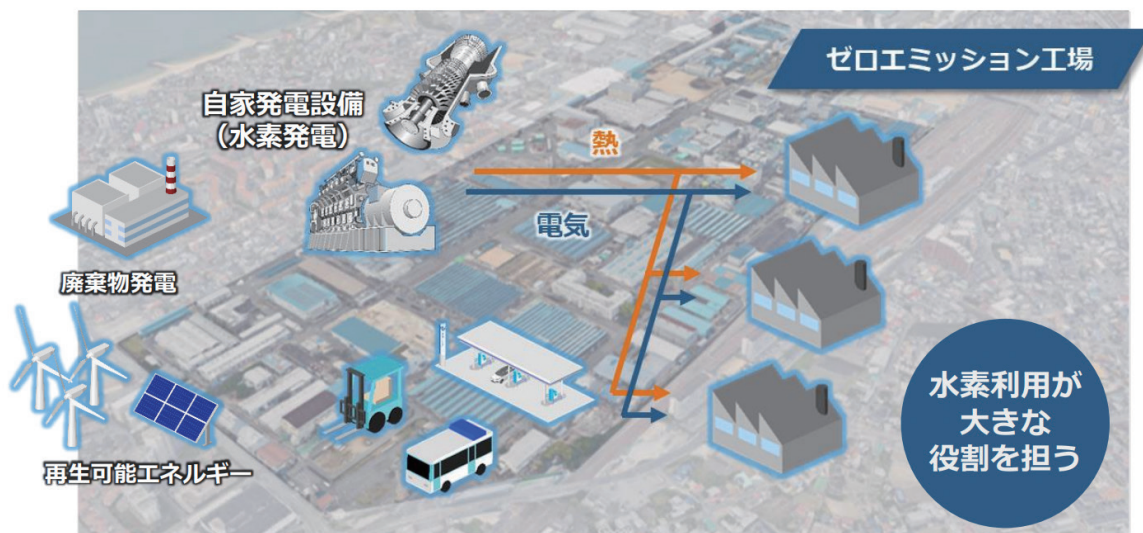 ゼロエミッション工場
自家発電設備
（水素発電）
熱
電気
廃棄物発電
再生可能エネルギー
水素利用が
大きな
役割を担う